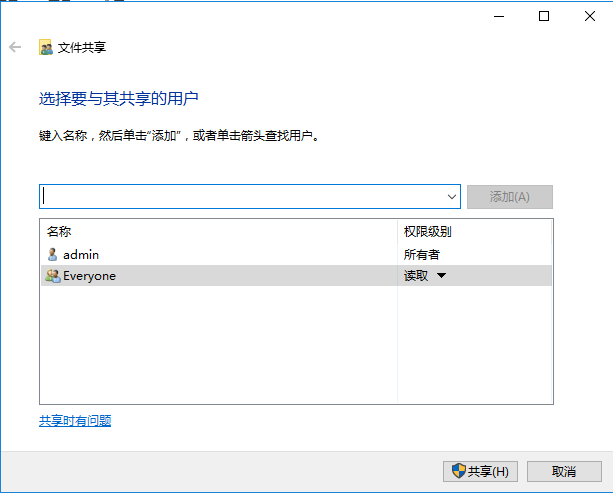 文件共享
选择要与其共享的用户
键入名称，然后单击“添加”，或者单击箭头查找用户。
添加(A)
名称 权限级别
admin 所有者
Everyone 读取
共享时有问题
共享(H) 取消